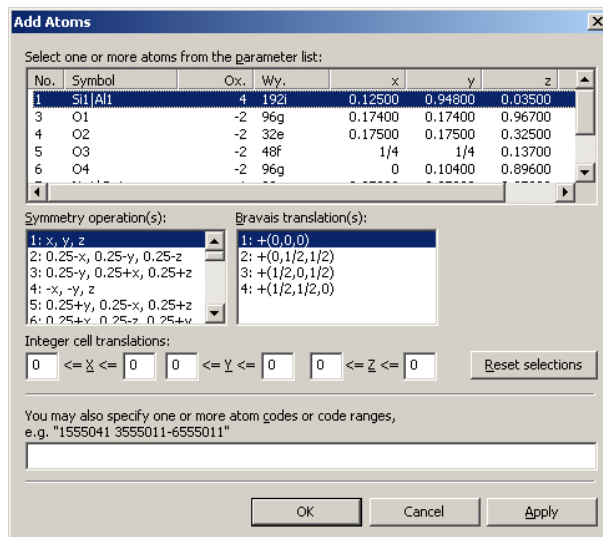 Add Atoms
Select one or more atoms from the parameter list:
No. Symbol Ox. Wy. x y z
1 Si1|Al1 4 192i 0.12500 0.94800 0.03500
3 O1 -2 96g 0.17400 0.17400 0.96700
4 O2 -2 32e 0.17500 0.17500 0.32500
5 O3 -2 48f 1/4 1/4 0.13700
6 O4 -2 96g 0 0.10400 0.89600
Symmetry operation(s): Bravais translation(s):
1: x, y, z 1: +(0,0,0)
2: 0.25-x, 0.25-y, 0.25-z 2: +(0,1/2,1/2)
3: 0.25-y, 0.25+x, 0.25+z 3: +(1/2,0,1/2)
4: -x, -y, z 4: +(1/2,1/2,0)
5: 0.25+y, 0.25-x, 0.25+z
6: 0.25+x, 0.25-z, 0.25+y
Integer cell translations:
0 <= X <= 0 0 <= Y <= 0 0 <= Z <= 0 Reset selections
You may also specify one or more atom codes or code ranges,
e.g. "1555041 3555011-6555011"
OK Cancel Apply